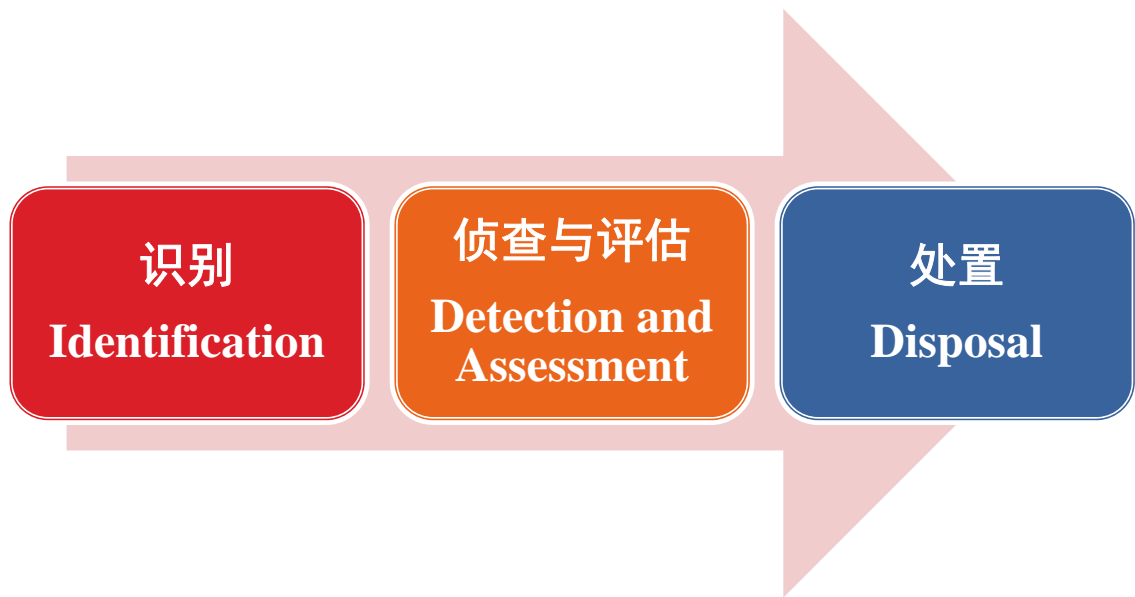 识别
Identification
侦查与评估
Detection and
Assessment
处置
Disposal